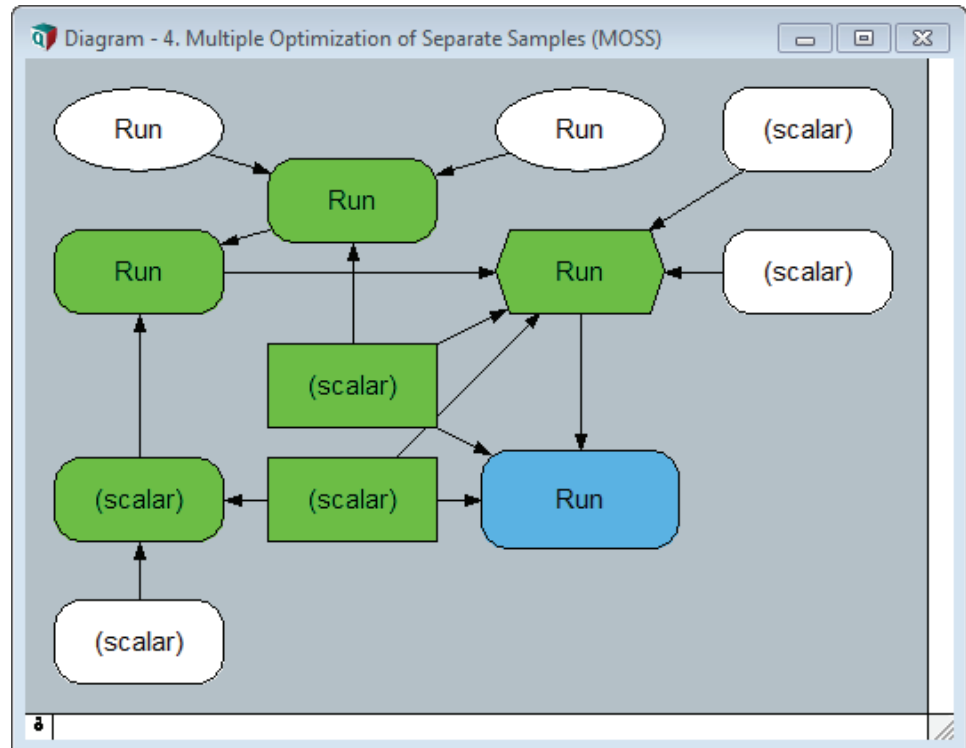 Diagram - 4. Multiple Optimization of Separate Samples (MOSS)
Run
Run
(scalar)
Run
Run
Run
(scalar)
(scalar)
(scalar)
(scalar)
Run
(scalar)